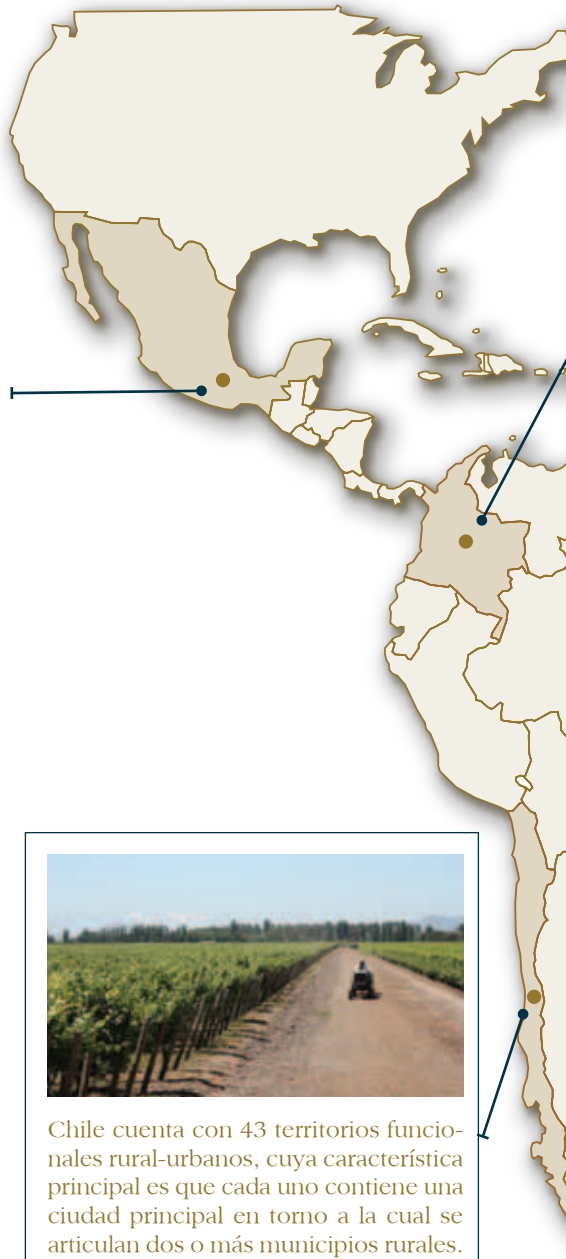 Chile cuenta con 43 territorios funcio-
nales rural-urbanos, cuya característica
principal es que cada uno contiene una
ciudad principal en torno a la cual se
articulan dos o más municipios rurales.